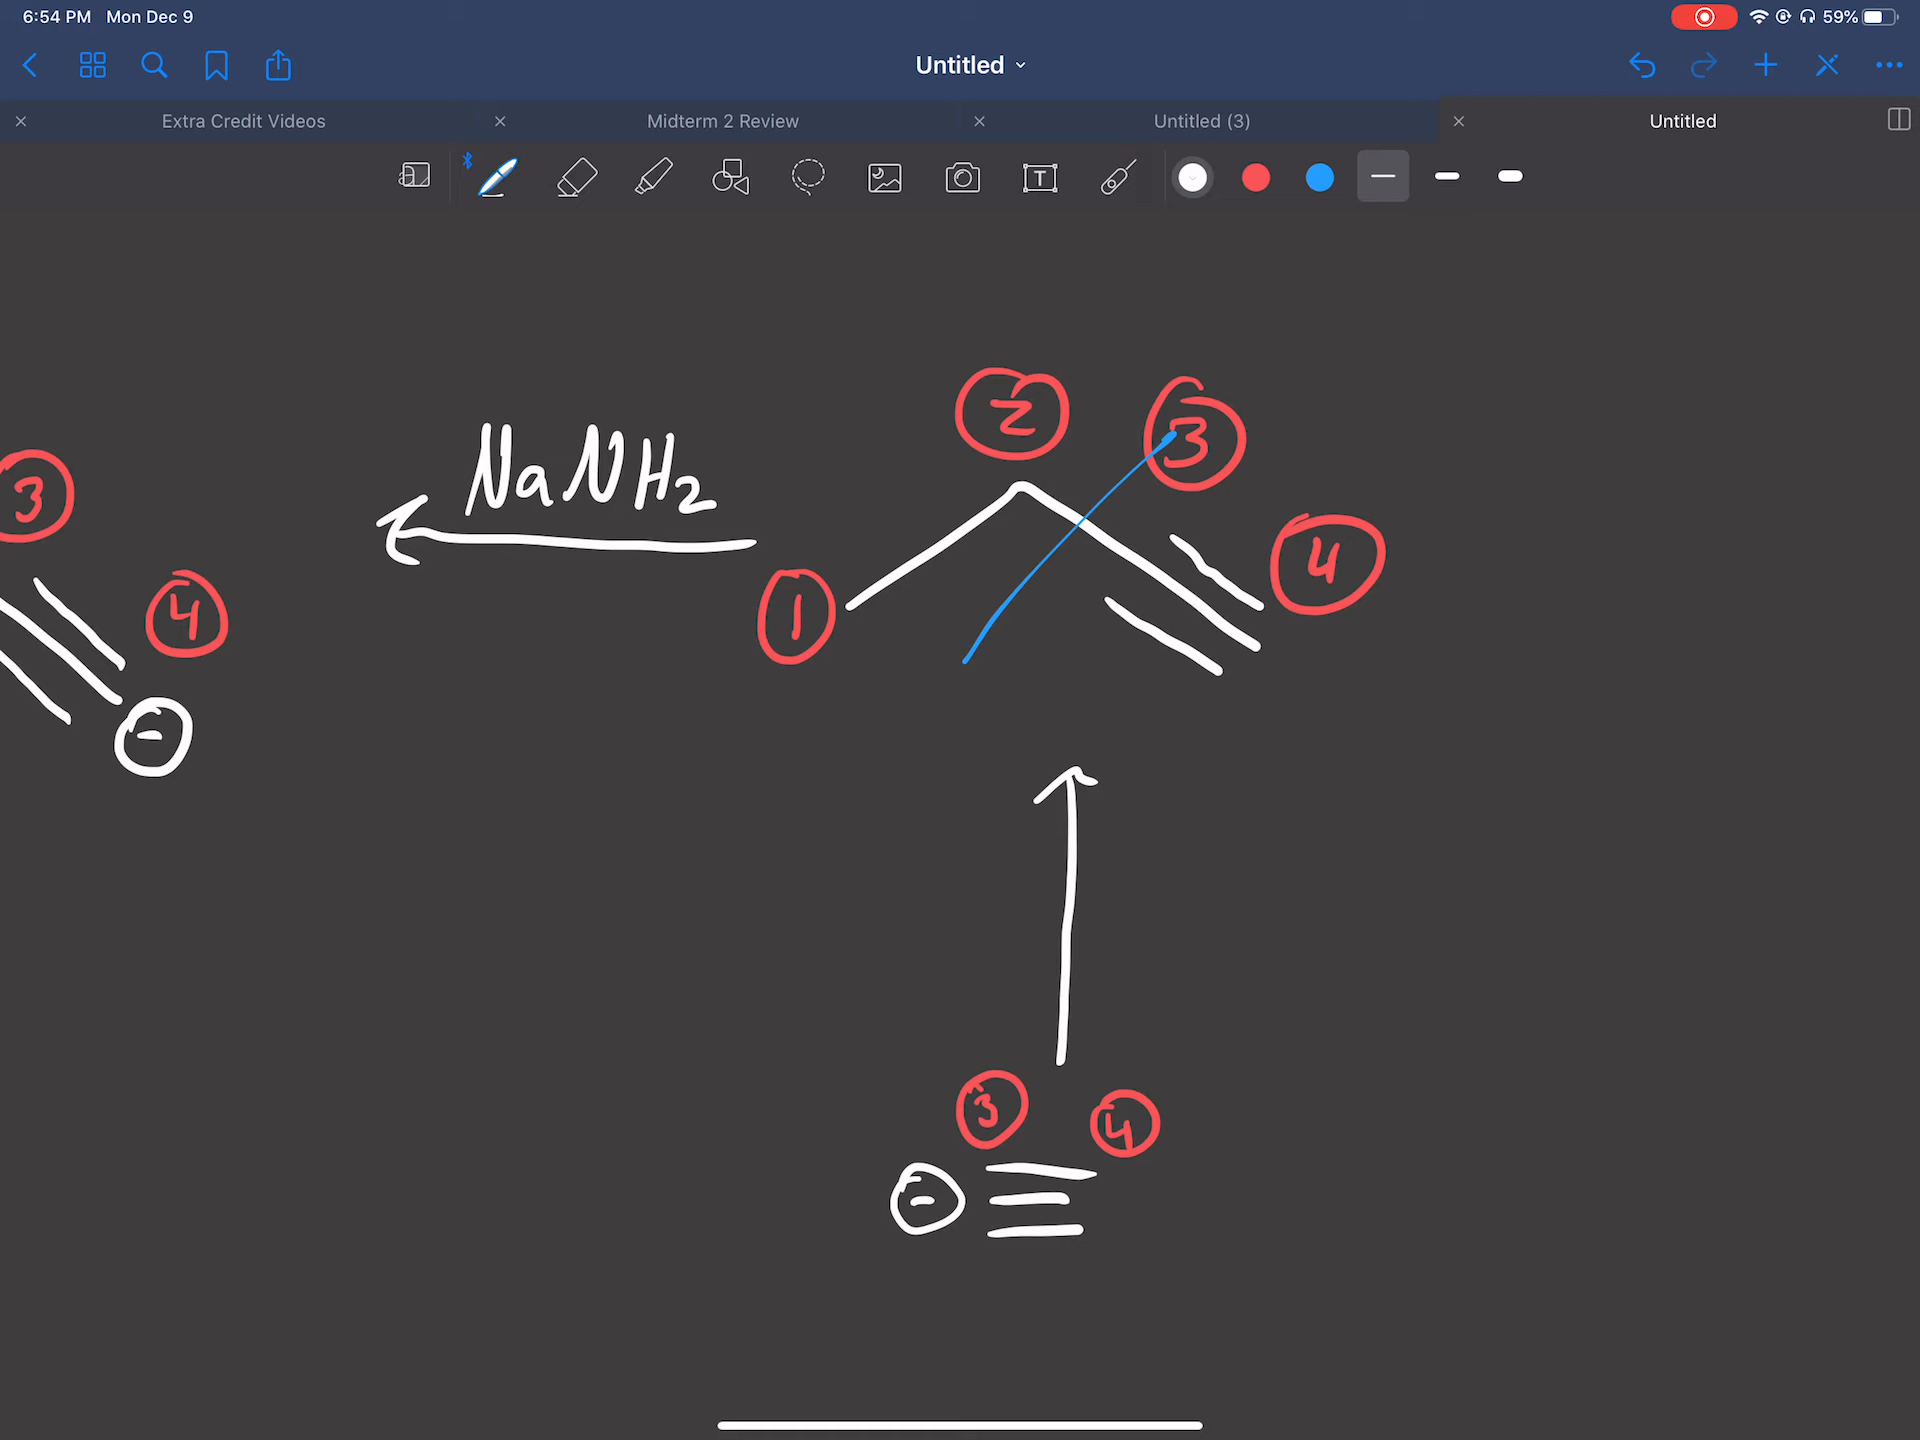 6:54 PM Mon Dec 9
59%
Untitled
Extra Credit Videos
Midterm 2 Review
Untitled (3)
Untitled
T
2
3
NaNH2
3
4
1
4
3
4